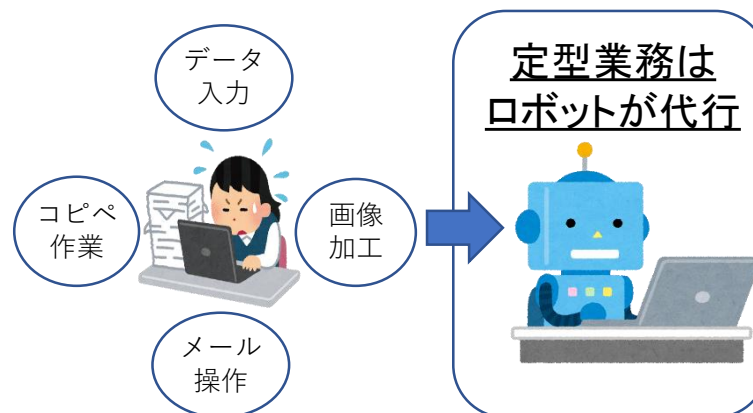 データ
入力
コピペ
作業
画像
加工
メール
操作
定型業務は
ロボットが代行